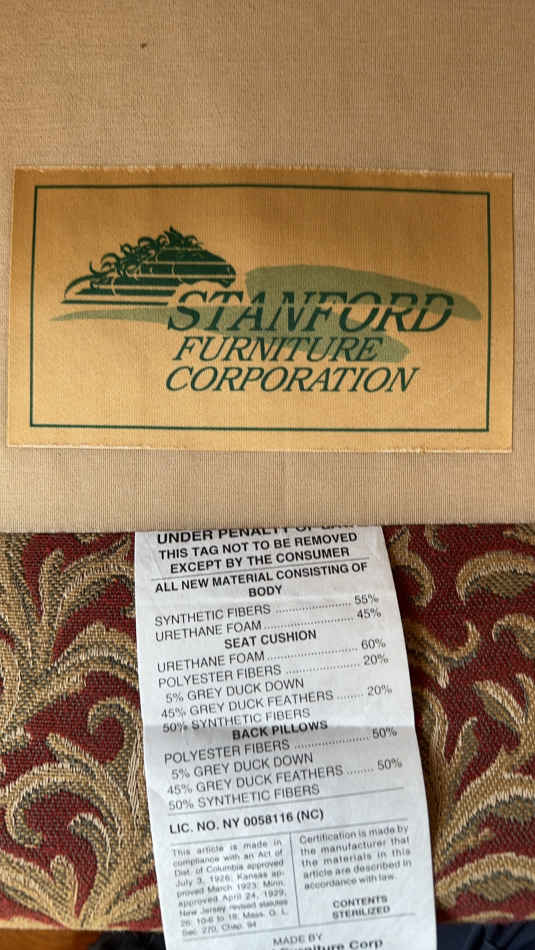 STANFORD
FURNITURE
CORPORATION
UNDER PENALTY OF LAW
THIS TAG NOT TO BE REMOVED
EXCEPT BY THE CONSUMER
ALL NEW MATERIAL CONSISTING OF
BODY
SYNTHETIC FIBERS ........................ 55%
URETHANE FOAM ........................... 45%
SEAT CUSHION
URETHANE FOAM ........................... 60%
POLYESTER FIBERS ...................... 20%
5% GREY DUCK DOWN
45% GREY DUCK FEATHERS ........ 20%
50% SYNTHETIC FIBERS
BACK PILLOWS
POLYESTER FIBERS ....................... 50%
5% GREY DUCK DOWN
45% GREY DUCK FEATHERS ........ 50%
50% SYNTHETIC FIBERS
LIC. NO. NY 0058116 (NC)
This article is made in
compliance with an Act of
Dist. of Columbia approved
July 3, 1926; Kansas ap-
proved March 1923; Minn.
approved April 24, 1929;
New Jersey revised statutes
26: 10-6 to 18. Mass. G. L.
Sec. 270, Chap. 94
Certification is made by
the manufacturer that
the materials in this
article are described in
accordance with law.
CONTENTS
STERILIZED
MADE BY
Furniture Corp